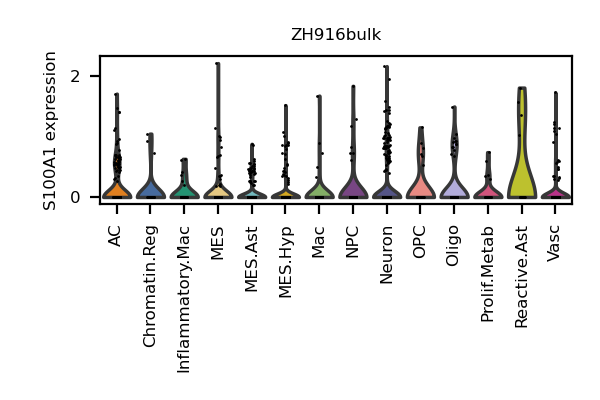 ZH916bulk
S100A1 expression
2
0
AC
Chromatin.Reg
Inflammatory.Mac
MES
MES.Ast
MES.Hyp
Mac
NPC
Neuron
OPC
Oligo
Prolif.Metab
Reactive.Ast
Vasc